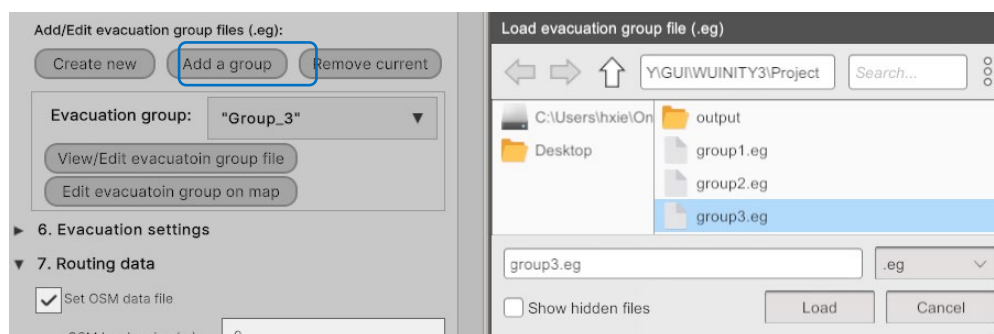 Add/Edit evacuation group files (.eg):
Create new Add a group Remove current
Evacuation group: "Group_3"
View/Edit evacuatoin group file
Edit evacuatoin group on map
6. Evacuation settings
7. Routing data
Set OSM data file
Load evacuation group file (.eg)
Y\GUI\WUINITY3\Project Search...
C:\Users\hxie\On
Desktop
output
group1.eg
group2.eg
group3.eg
group3.eg .eg
Show hidden files Load Cancel